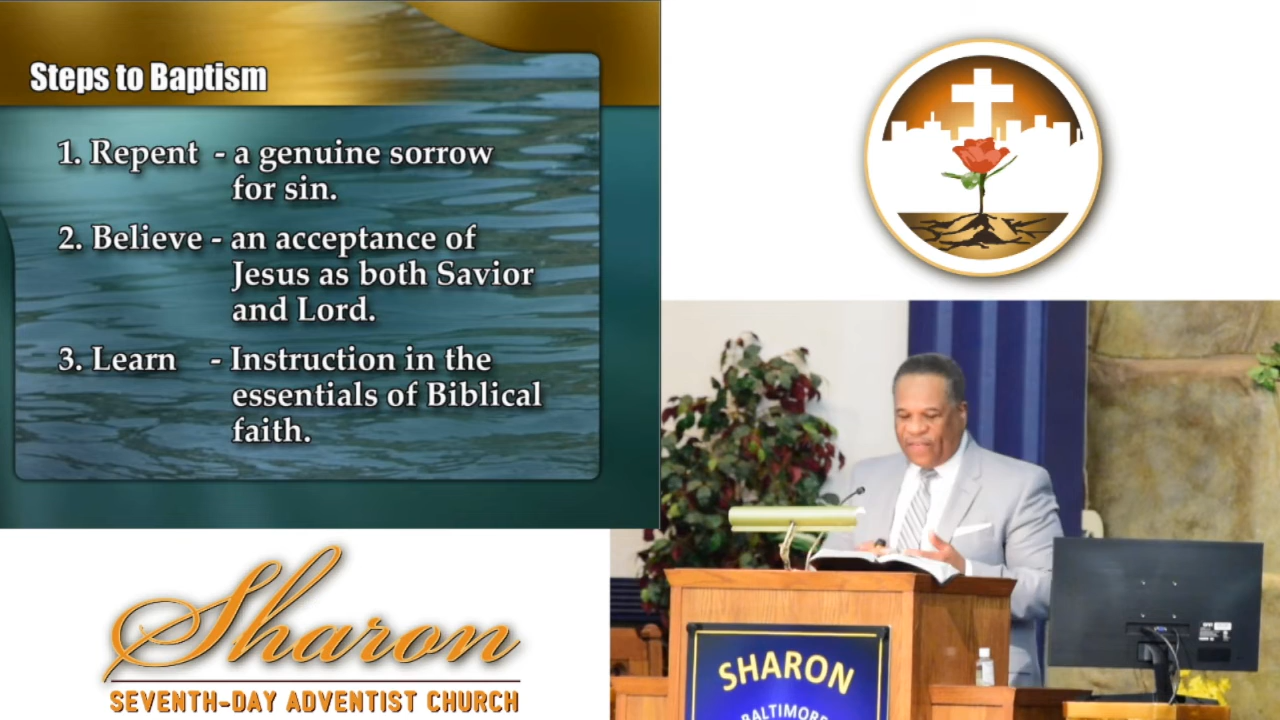 Steps to Baptism
1. Repent - a genuine sorrow
for sin.
2. Believe - an acceptance of
Jesus as both Savior
and Lord.
3. Learn - Instruction in the
essentials of Biblical
faith.
Sharon
SEVENTH-DAY ADVENTIST CHURCH
SHARON
BALTIMORE